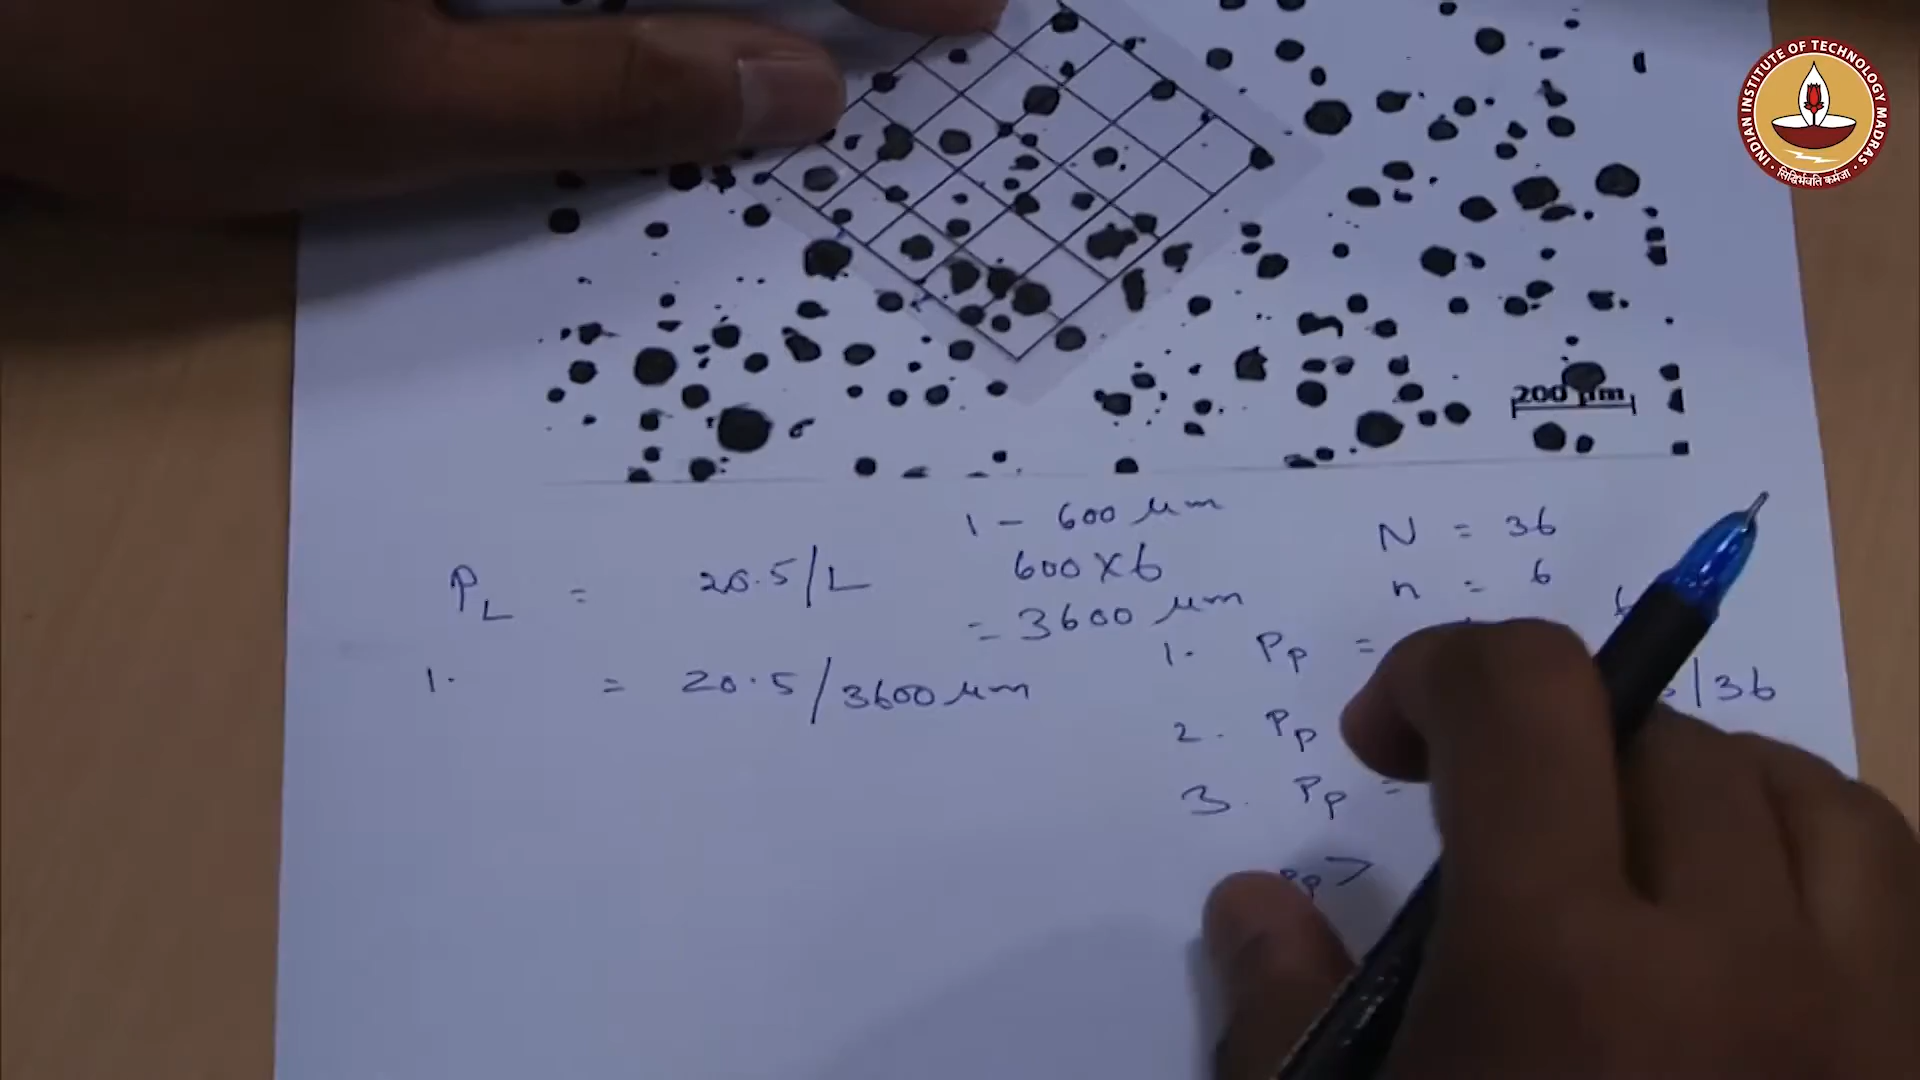 INDIAN INSTITUTE OF TECHNOLOGY MADRAS
सिद्धिर्भवति कर्मजा
200 µm
1 - 600 µm
600 X 6
= 3600 µm
P_L = 20.5/L
1. = 20.5/3600 µm
N = 36
n = 6
1. P_P =
/36
2. P_P
3. P_P =